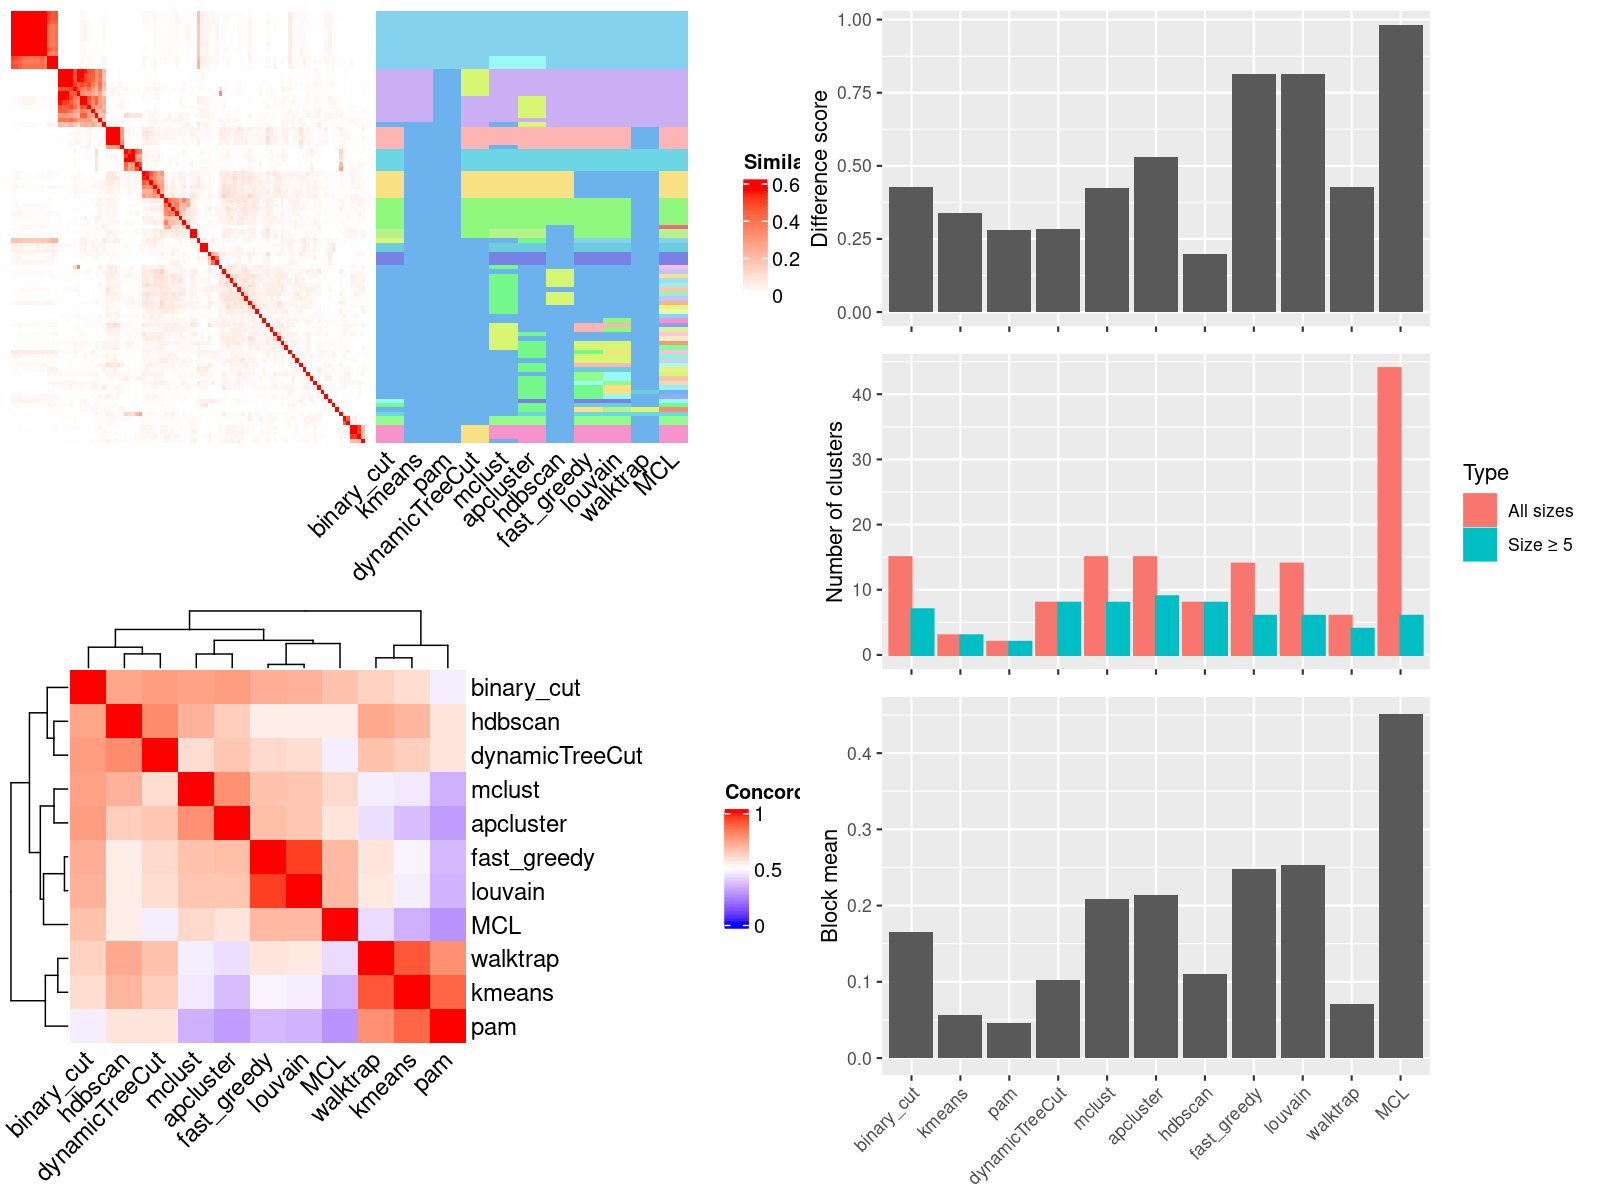 Simila
0.6
0.4
0.2
0
binary_cut
kmeans
pam
dynamicTreeCut
mclust
apcluster
hdbscan
fast_greedy
louvain
walktrap
MCL
Difference score
1.00
0.75
0.50
0.25
0.00
Number of clusters
40
30
20
10
0
Type
All sizes
Size ≥ 5
binary_cut
hdbscan
dynamicTreeCut
mclust
apcluster
fast_greedy
louvain
MCL
walktrap
kmeans
pam
binary_cut
hdbscan
dynamicTreeCut
mclust
apcluster
fast_greedy
louvain
MCL
walktrap
kmeans
pam
Concord
1
0.5
0
Block mean
0.4
0.3
0.2
0.1
0.0
binary_cut
kmeans
pam
dynamicTreeCut
mclust
apcluster
hdbscan
fast_greedy
louvain
walktrap
MCL